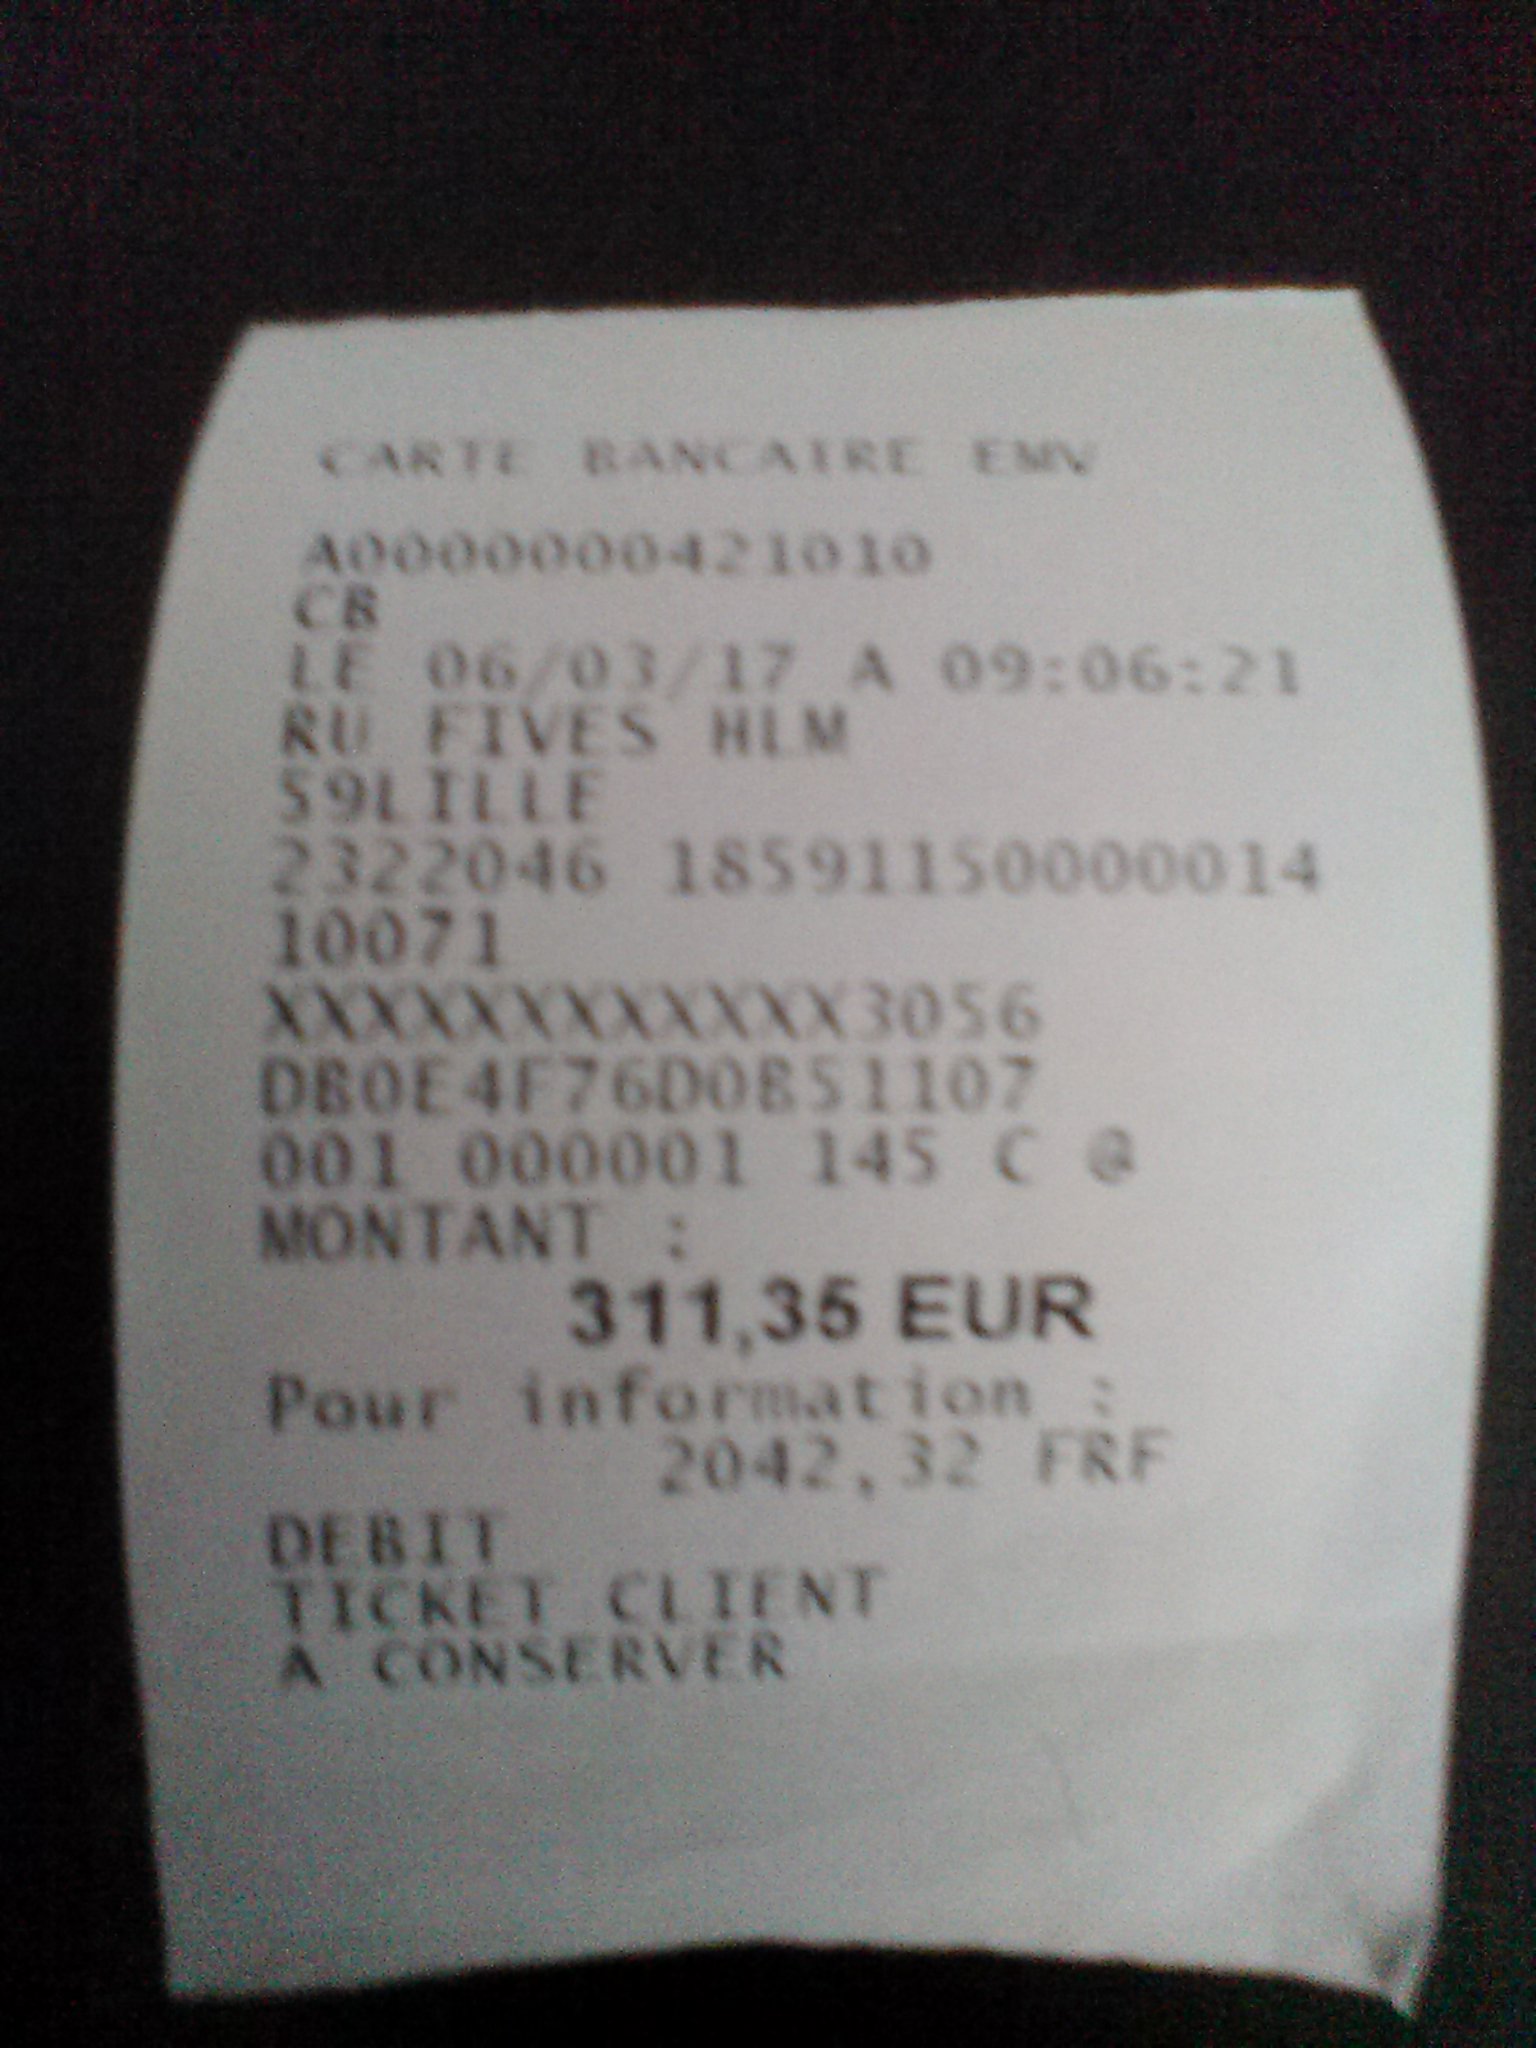 CARTE BANCAIRE EMV
A0000000421010
CB
LE 06/03/17 A 09:06:21
RU FIVES HLM
59LILLE
2322046 18591150000014
10071
XXXXXXXXXXXX3056
DB0E4F76D0B51107
001 000001 145 C @
MONTANT :
311,35 EUR
Pour information :
2042,32 FRF
DEBIT
TICKET CLIENT
A CONSERVER